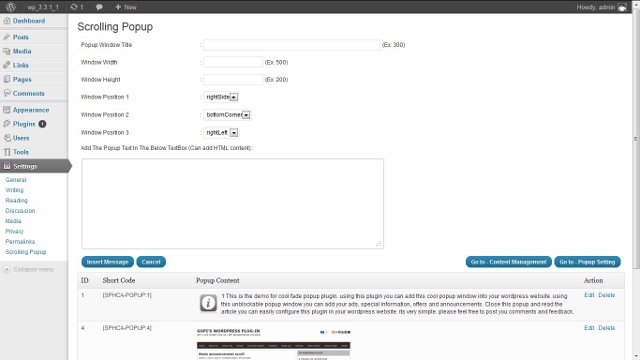 wp_3.3.1_1 1 New Howdy, admin
Dashboard
Posts
Media
Links
Pages
Comments
Appearance
Plugins 1
Users
Tools
Settings
General
Writing
Reading
Discussion
Media
Privacy
Permalinks
Scrolling Popup
Collapse menu
Scrolling Popup
Popup Window Title : (Ex: 300)
Window Width : (Ex: 500)
Window Height : (Ex: 200)
Window Position 1 : rightSide
Window Position 2 : bottomCorner
Window Position 3 : rightLeft
Add The Popup Text In The Below TextBox (Can add HTML content) :
Insert Message Cancel Go to - Content Management Go to - Popup Setting
ID Short Code Popup Content Action
1 [SPHCA-POPUP:1] 1 This is the demo for cool fade popup plugin. using this plugin you can add this cool popup window into your wordpress website, using Edit Delete
this unblockable popup window you can add your ads, special information, offers and announcements. Close this popup and read the
article you can easily configure this plugin in your website, its very simple, please feel free to post you comments and feedback.
4 [SPHCA-POPUP:4] GOPI'S WORDPRESS PLUG-IN Edit Delete